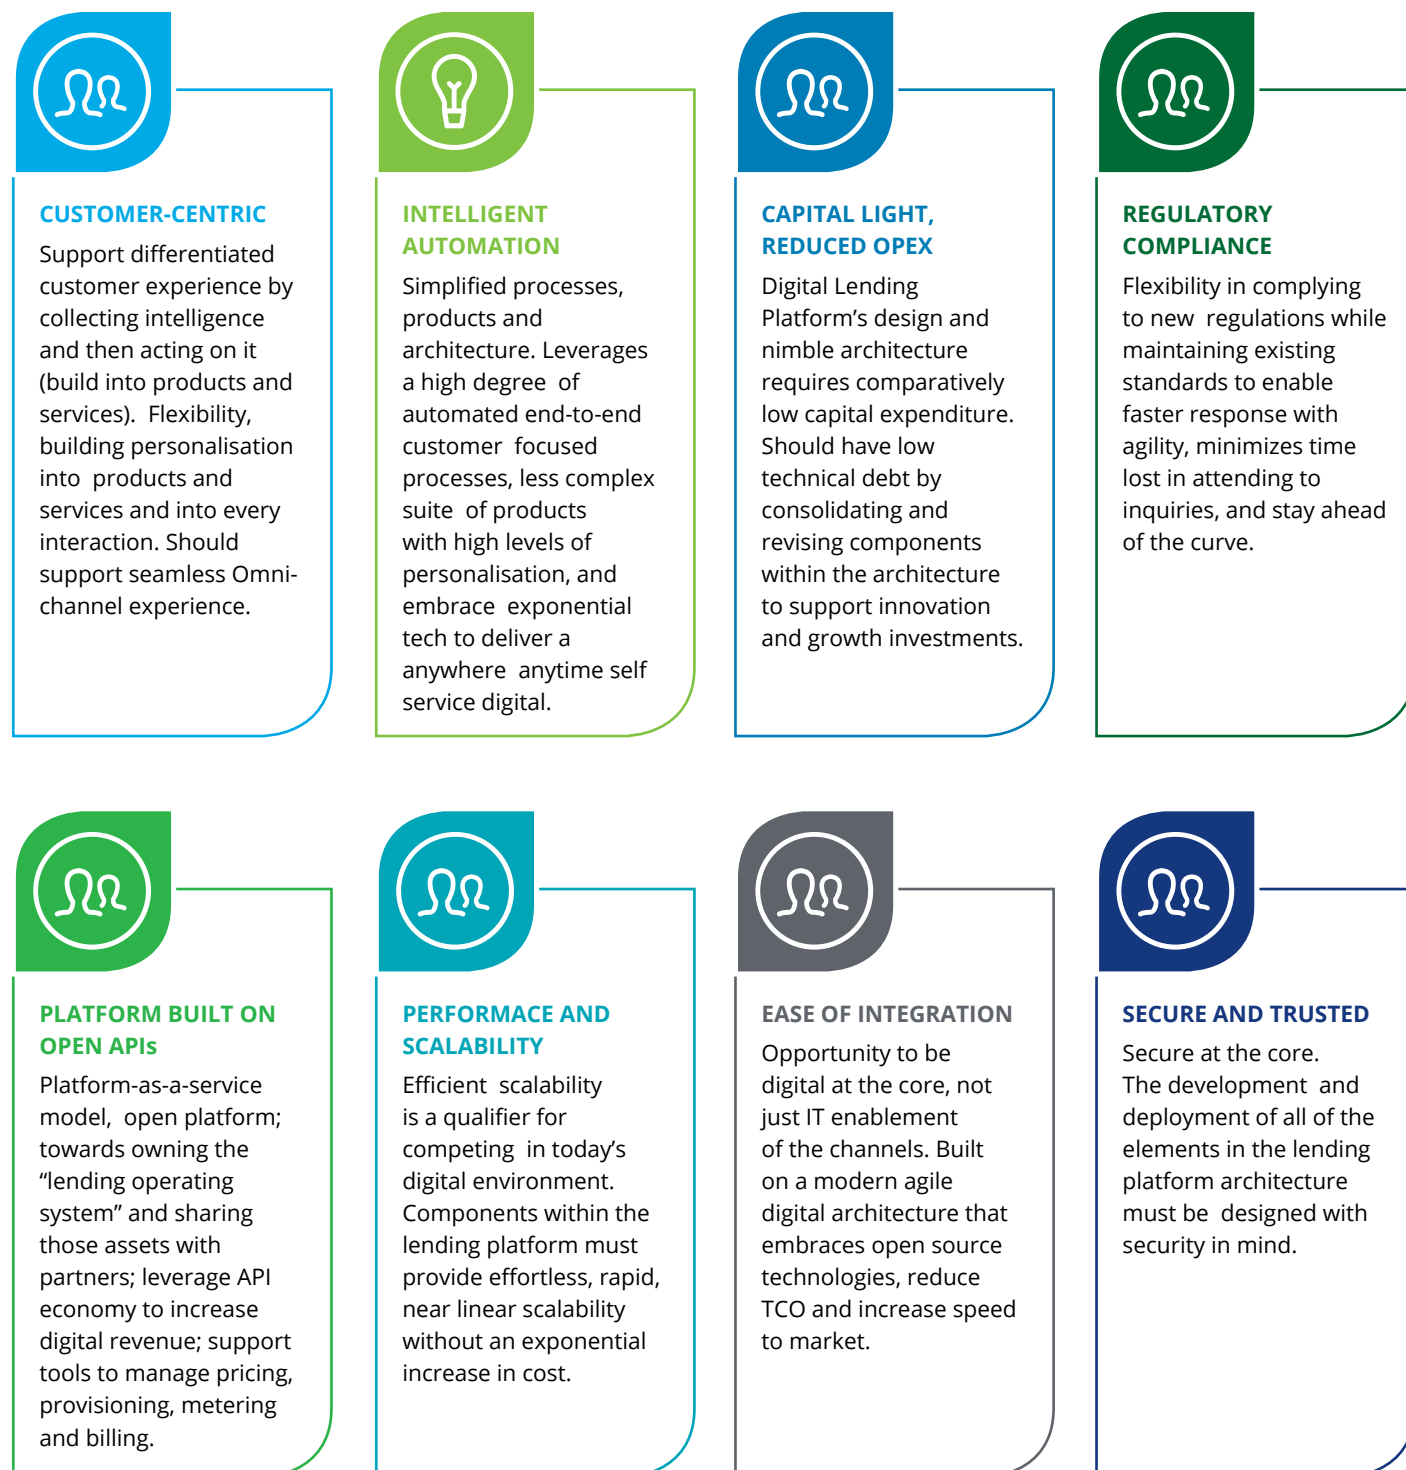 CUSTOMER-CENTRIC
Support differentiated
customer experience by
collecting intelligence
and then acting on it
(build into products and
services).  Flexibility,
building personalisation
into  products and
services and into every
interaction. Should
support seamless Omni-
channel experience.
INTELLIGENT
AUTOMATION
Simplified processes,
products and
architecture. Leverages
a high degree  of
automated end-to-end
customer  focused
processes, less complex
suite  of products
with high levels of
personalisation, and
embrace  exponential
tech to deliver a
anywhere  anytime self
service digital.
CAPITAL LIGHT,
REDUCED OPEX
Digital Lending
Platform’s design and
nimble architecture
requires comparatively
low capital expenditure.
Should have low
technical debt by
consolidating and
revising components
within the architecture
to support innovation
and growth investments.
REGULATORY
COMPLIANCE
Flexibility in complying
to new  regulations while
maintaining existing
standards to enable
faster response with
agility, minimizes time
lost in attending to
inquiries, and stay ahead
of the curve.
PLATFORM BUILT ON
OPEN APIs
Platform-as-a-service
model,  open platform;
towards owning the
“lending operating
system” and sharing
those assets with
partners; leverage API
economy to increase
digital revenue; support
tools to manage pricing,
provisioning, metering
and billing.
PERFORMACE AND
SCALABILITY
Efficient  scalability
is a qualifier for
competing  in today’s
digital environment.
Components within the
lending platform must
provide effortless, rapid,
near linear scalability
without an exponential
increase in cost.
EASE OF INTEGRATION
Opportunity to be
digital at the core, not
just IT enablement
of the channels. Built
on a modern agile
digital architecture that
embraces open source
technologies, reduce
TCO and increase speed
to market.
SECURE AND TRUSTED
Secure at the core.
The development  and
deployment of all of the
elements in the lending
platform architecture
must be  designed with
security in mind.